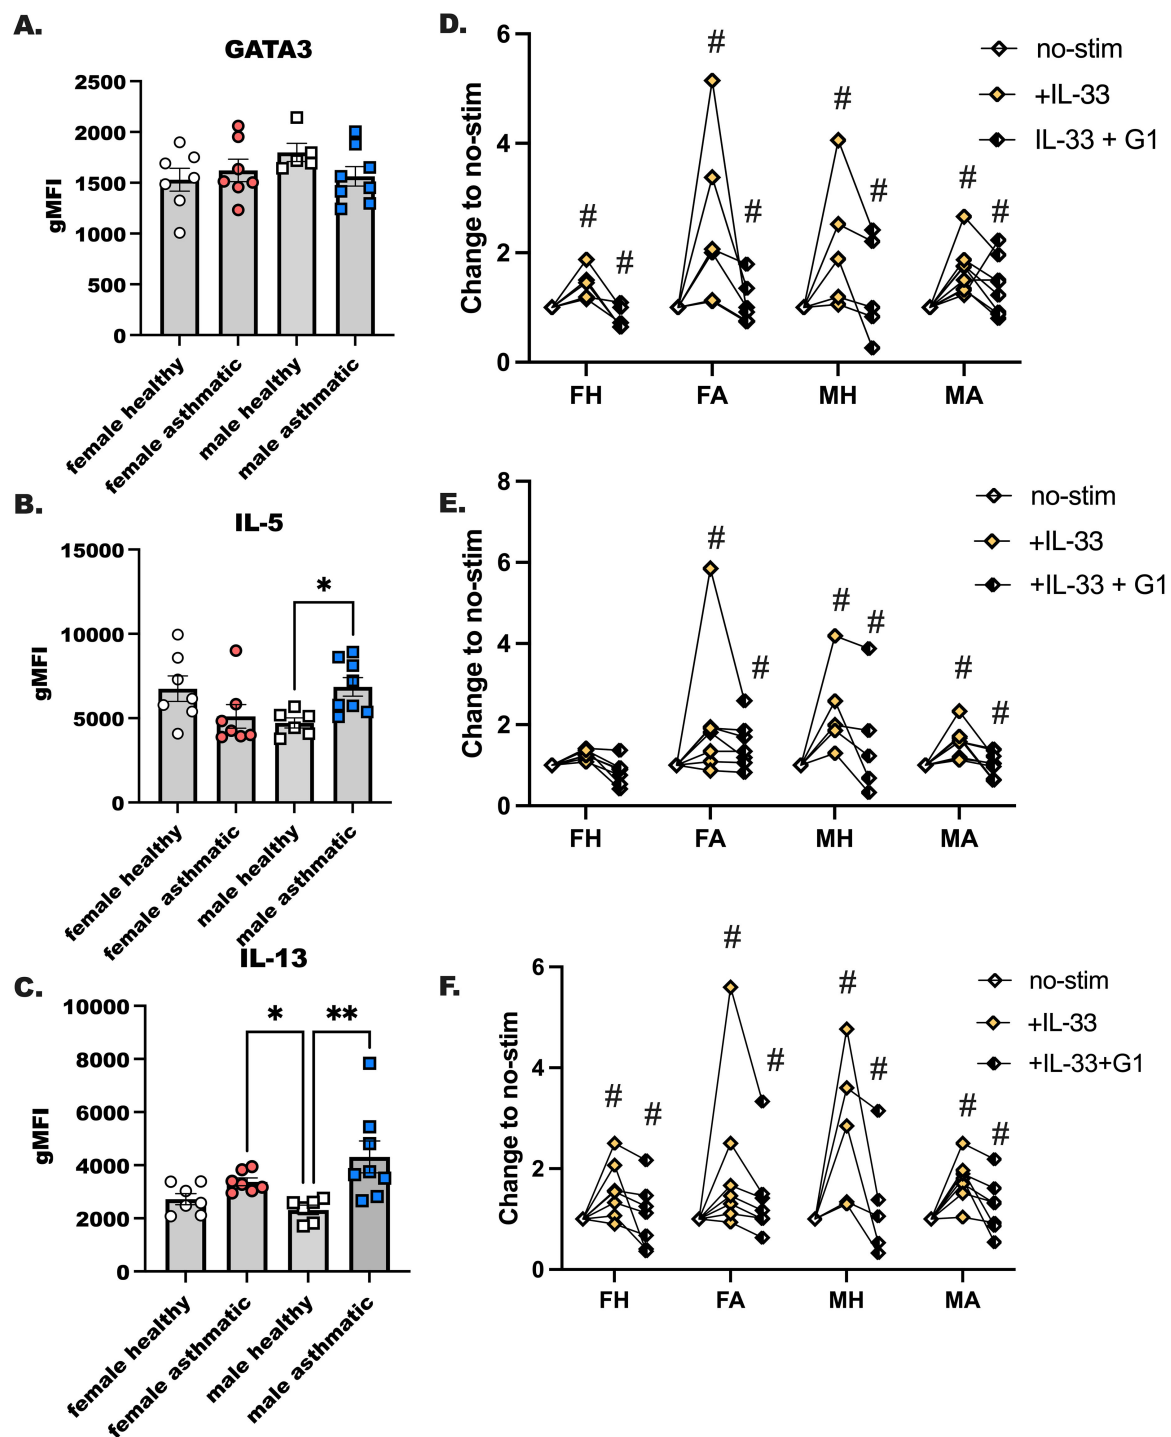 A.
GATA3
2500
2000
1500
1000
500
0
gMFI
female healthy
female asthmatic
male healthy
male asthmatic
B.
IL-5
15000
10000
5000
0
gMFI
*
female healthy
female asthmatic
male healthy
male asthmatic
C.
IL-13
10000
8000
6000
4000
2000
0
gMFI
*
**
female healthy
female asthmatic
male healthy
male asthmatic
D.
6
4
2
0
Change to no-stim
# # # # # # # #
no-stim
+IL-33
IL-33 + G1
FH FA MH MA
E.
8
6
4
2
0
Change to no-stim
# # # # # #
no-stim
+IL-33
+IL-33 + G1
FH FA MH MA
F.
6
4
2
0
Change to no-stim
# # # # # # # #
no-stim
+IL-33
+IL-33+G1
FH FA MH MA